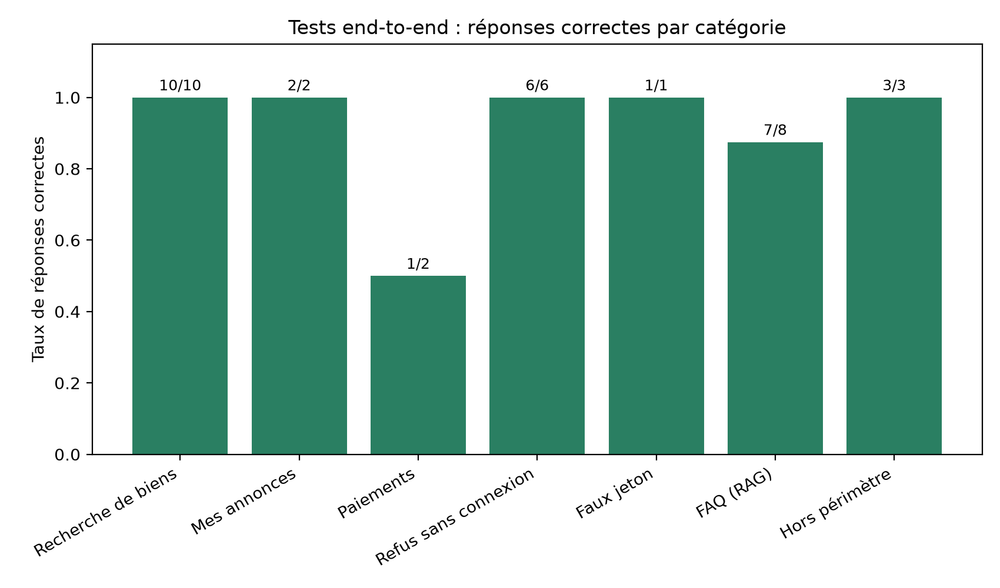 Tests end-to-end : réponses correctes par catégorie
Taux de réponses correctes
1.0
0.8
0.6
0.4
0.2
0.0
10/10
2/2
1/2
6/6
1/1
7/8
3/3
Recherche de biens
Mes annonces
Paiements
Refus sans connexion
Faux jeton
FAQ (RAG)
Hors périmètre